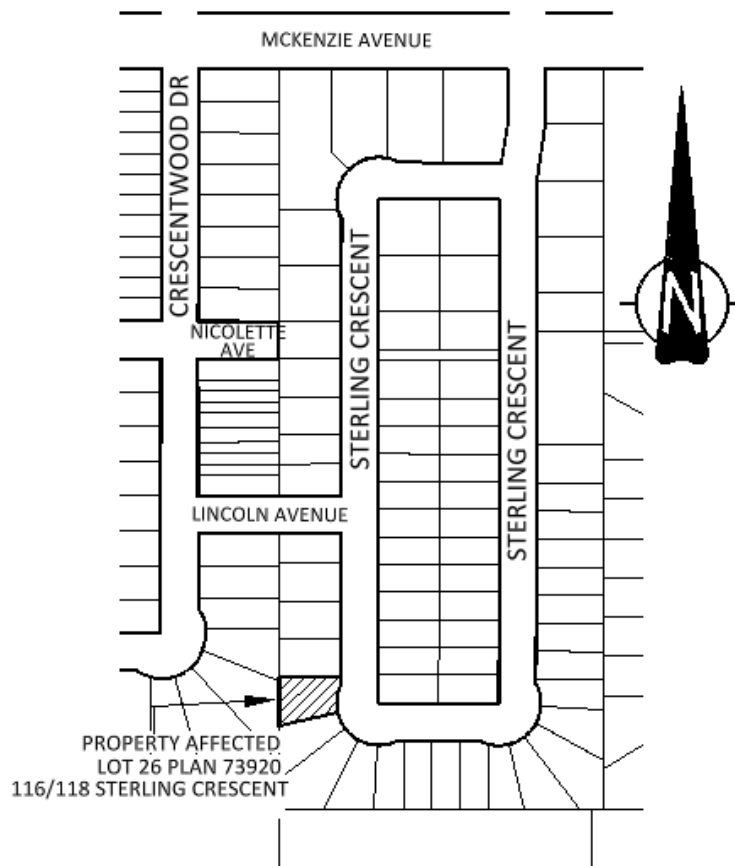 MCKENZIE AVENUE
CRESCENTWOOD DR
STERLING CRESCENT
STERLING CRESCENT
NICOLETTE
AVE
LINCOLN AVENUE
N
PROPERTY AFFECTED
LOT 26 PLAN 73920
116/118 STERLING CRESCENT